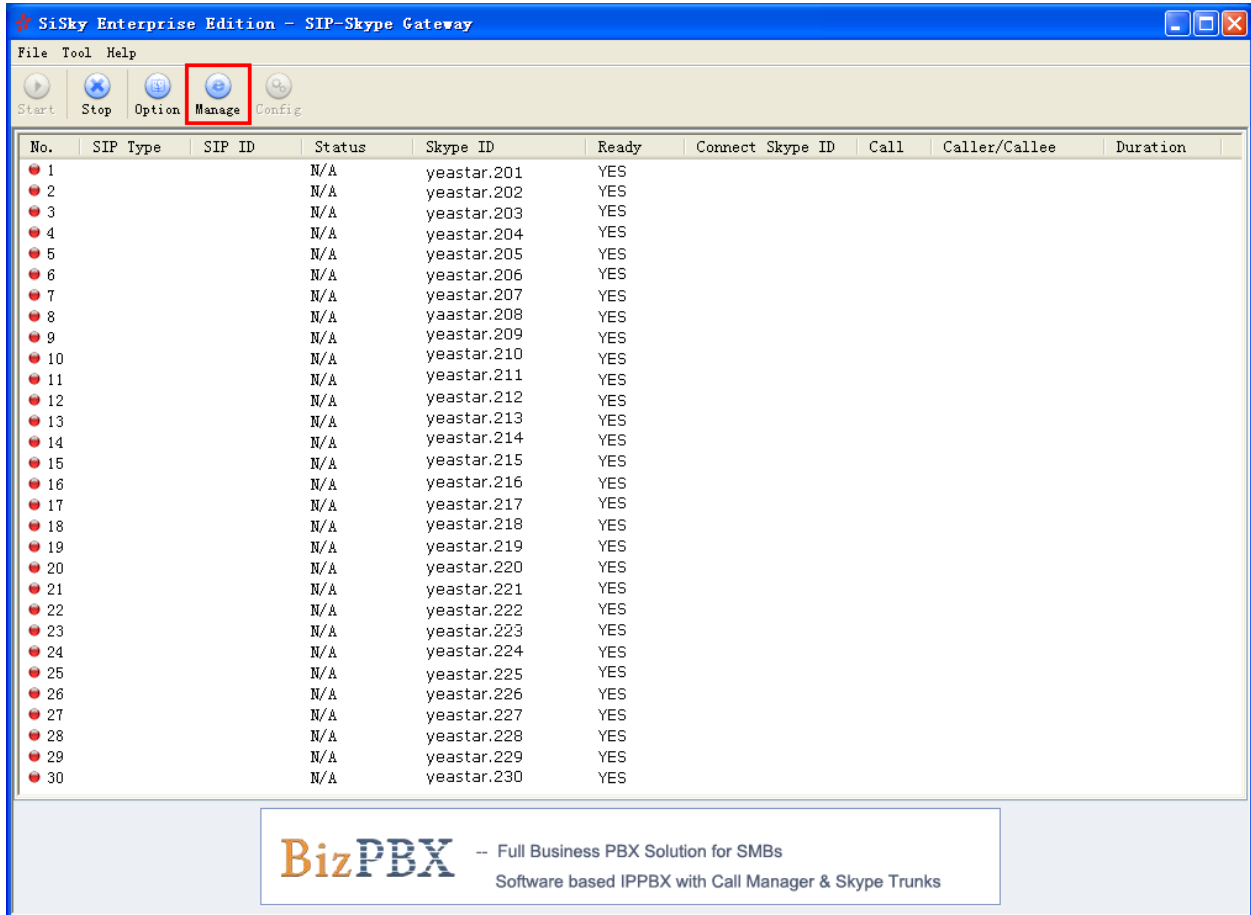 SiSky Enterprise Edition - SIP-Skype Gateway
File Tool Help
Start Stop Option Manage Config
No. SIP Type SIP ID Status Skype ID Ready Connect Skype ID Call Caller/Callee Duration
1 N/A yeastar.201 YES
2 N/A yeastar.202 YES
3 N/A yeastar.203 YES
4 N/A yeastar.204 YES
5 N/A yeastar.205 YES
6 N/A yeastar.206 YES
7 N/A yeastar.207 YES
8 N/A yaastar.208 YES
9 N/A yeastar.209 YES
10 N/A yeastar.210 YES
11 N/A yeastar.211 YES
12 N/A yeastar.212 YES
13 N/A yeastar.213 YES
14 N/A yeastar.214 YES
15 N/A yeastar.215 YES
16 N/A yeastar.216 YES
17 N/A yeastar.217 YES
18 N/A yeastar.218 YES
19 N/A yeastar.219 YES
20 N/A yeastar.220 YES
21 N/A yeastar.221 YES
22 N/A yeastar.222 YES
23 N/A yeastar.223 YES
24 N/A yeastar.224 YES
25 N/A yeastar.225 YES
26 N/A yeastar.226 YES
27 N/A yeastar.227 YES
28 N/A yeastar.228 YES
29 N/A yeastar.229 YES
30 N/A yeastar.230 YES
BizPBX -- Full Business PBX Solution for SMBs
Software based IPPBX with Call Manager & Skype Trunks